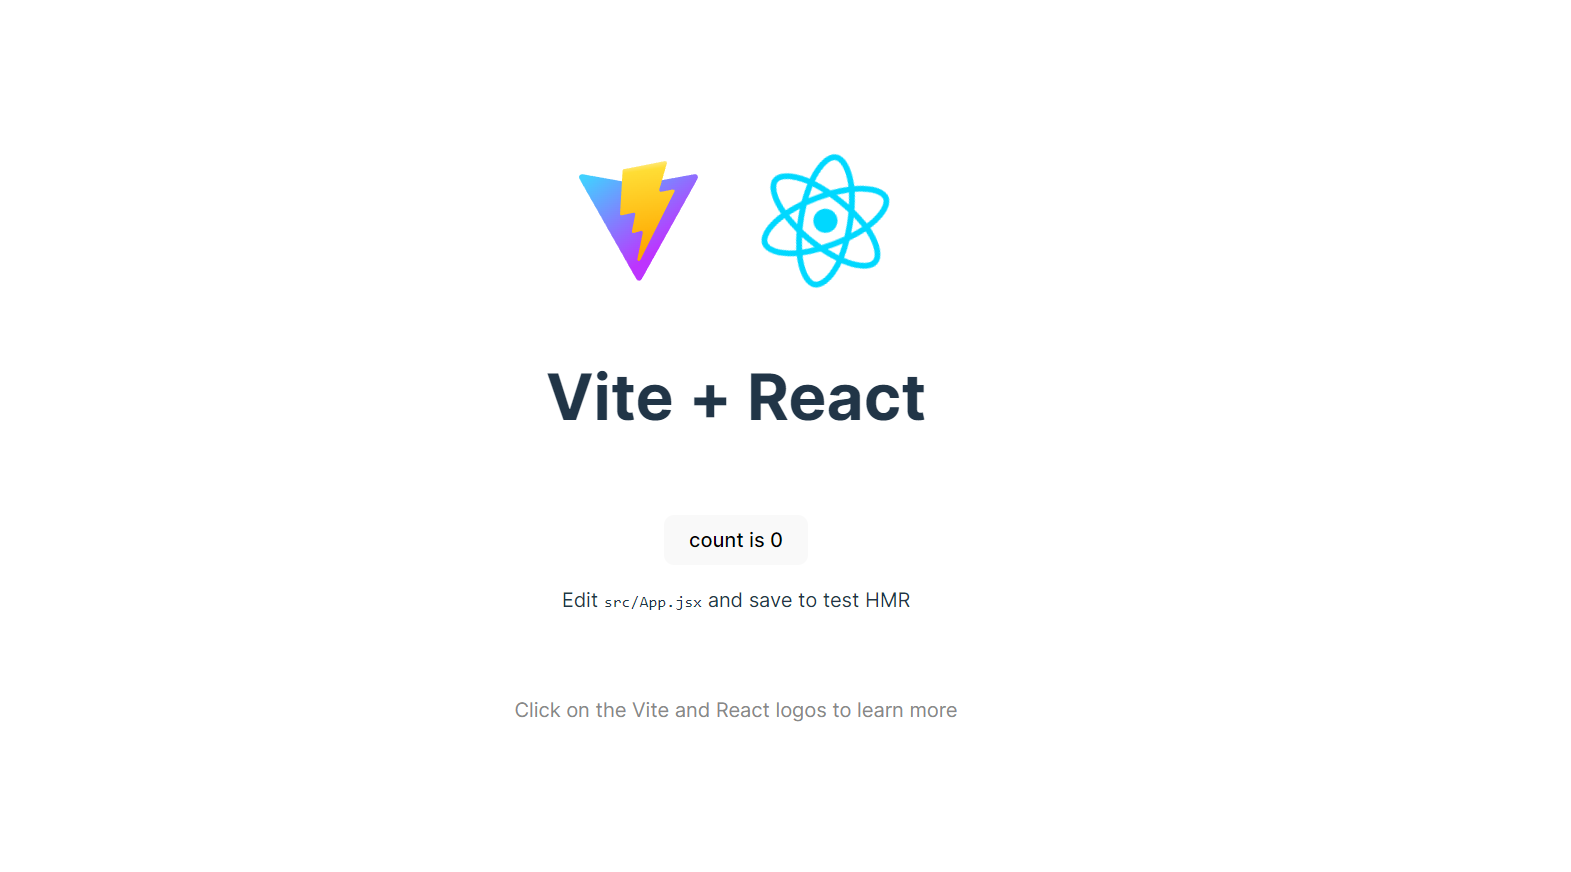 Vite + React
count is 0
Edit src/App.jsx and save to test HMR
Click on the Vite and React logos to learn more